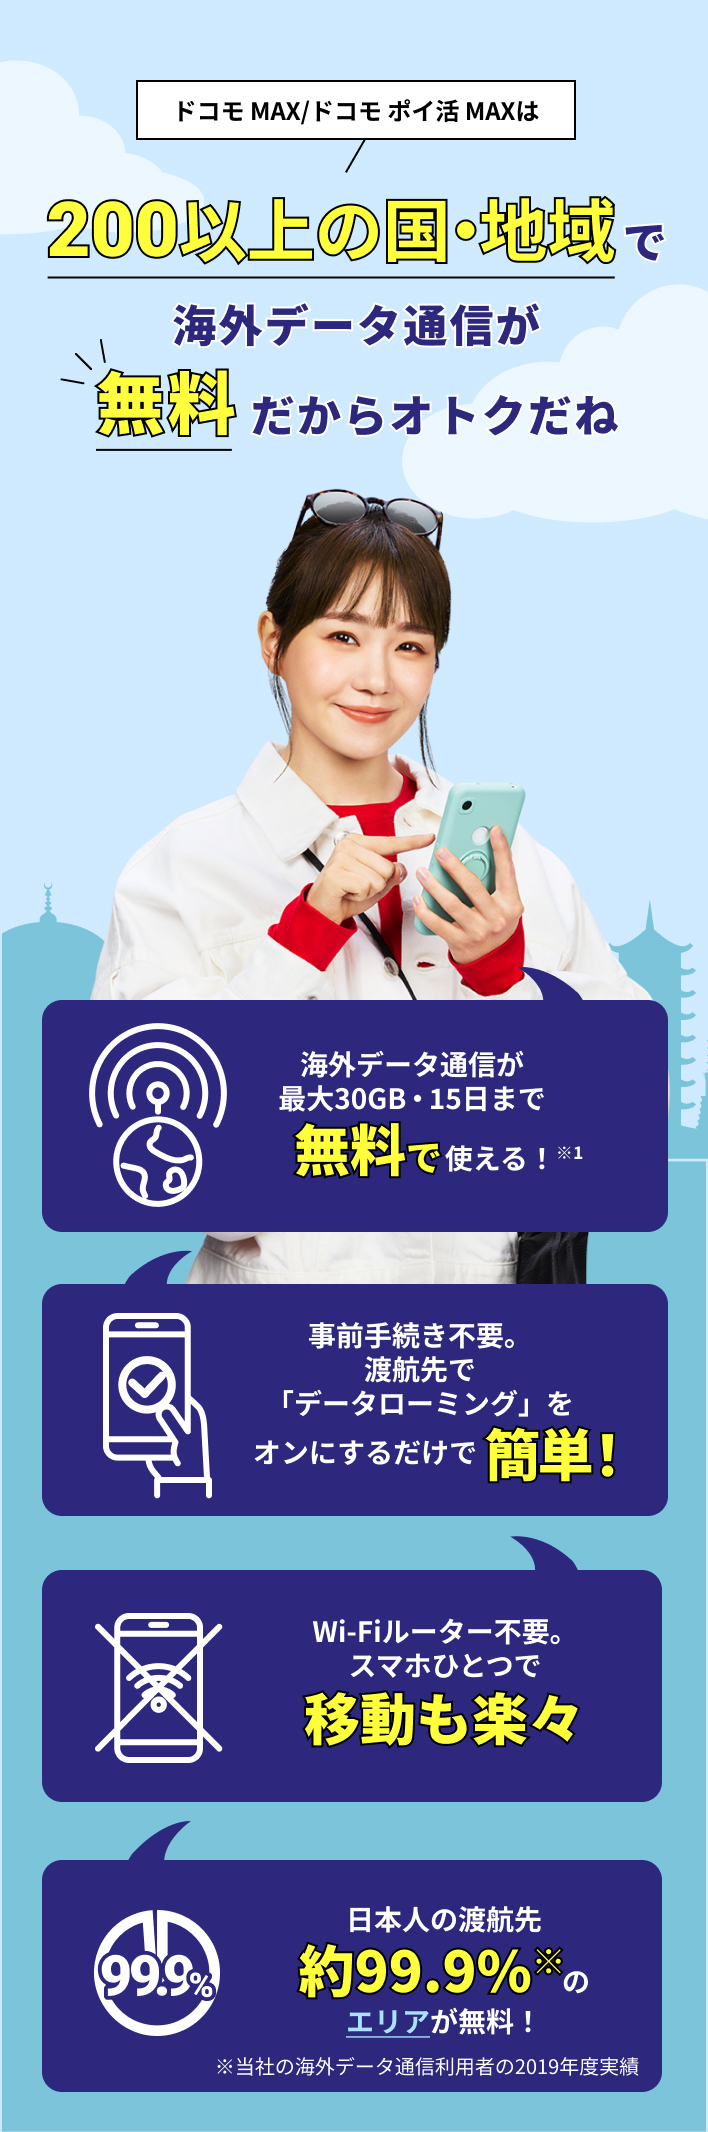 ドコモ MAX/ドコモ ポイ活 MAXは
200以上の国・地域で
海外データ通信が
無料だからオトクだね
海外データ通信が
最大30GB・15日まで
無料で使える！※1
事前手続き不要。
渡航先で
「データローミング」を
オンにするだけで簡単！
Wi-Fiルーター不要。
スマホひとつで
移動も楽々
99.9%
日本人の渡航先
約99.9%※の
エリアが無料！
※当社の海外データ通信利用者の2019年度実績